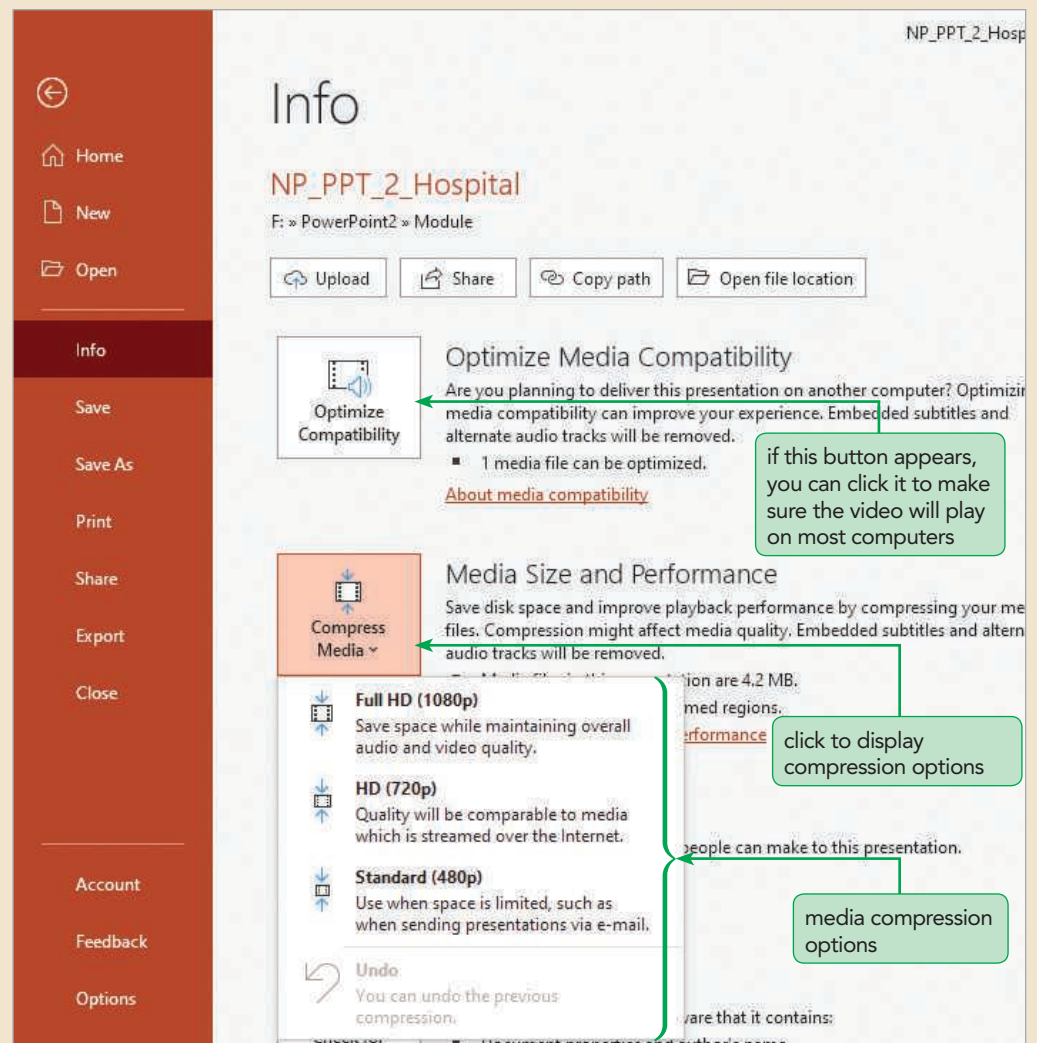 NP_PPT_2_Hosp
Home
New
Open
Info
Save
Save As
Print
Share
Export
Close
Account
Feedback
Options
Info
NP_PPT_2_Hospital
F: » PowerPoint2 » Module
Upload
Share
Copy path
Open file location
Optimize
Compatibility
Optimize Media Compatibility
Are you planning to deliver this presentation on another computer? Optimizin
media compatibility can improve your experience. Embedded subtitles and
alternate audio tracks will be removed.
▪ 1 media file can be optimized.
About media compatibility
if this button appears,
you can click it to make
sure the video will play
on most computers
Compress
Media
Media Size and Performance
Save disk space and improve playback performance by compressing your me
files. Compression might affect media quality. Embedded subtitles and altern
audio tracks will be removed.
tion are 4.2 MB.
med regions.
erformance
click to display
compression options
Full HD (1080p)
Save space while maintaining overall
audio and video quality.
HD (720p)
Quality will be comparable to media
which is streamed over the Internet.
people can make to this presentation.
Standard (480p)
Use when space is limited, such as
when sending presentations via e-mail.
media compression
options
Undo
You can undo the previous
compression.
vare that it contains: